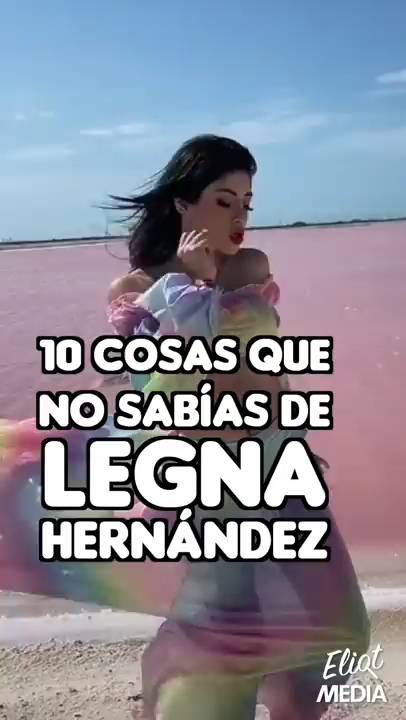 10 COSAS QUE
NO SABÍAS DE
LEGNA
HERNÁNDEZ
Eliot
MEDIA